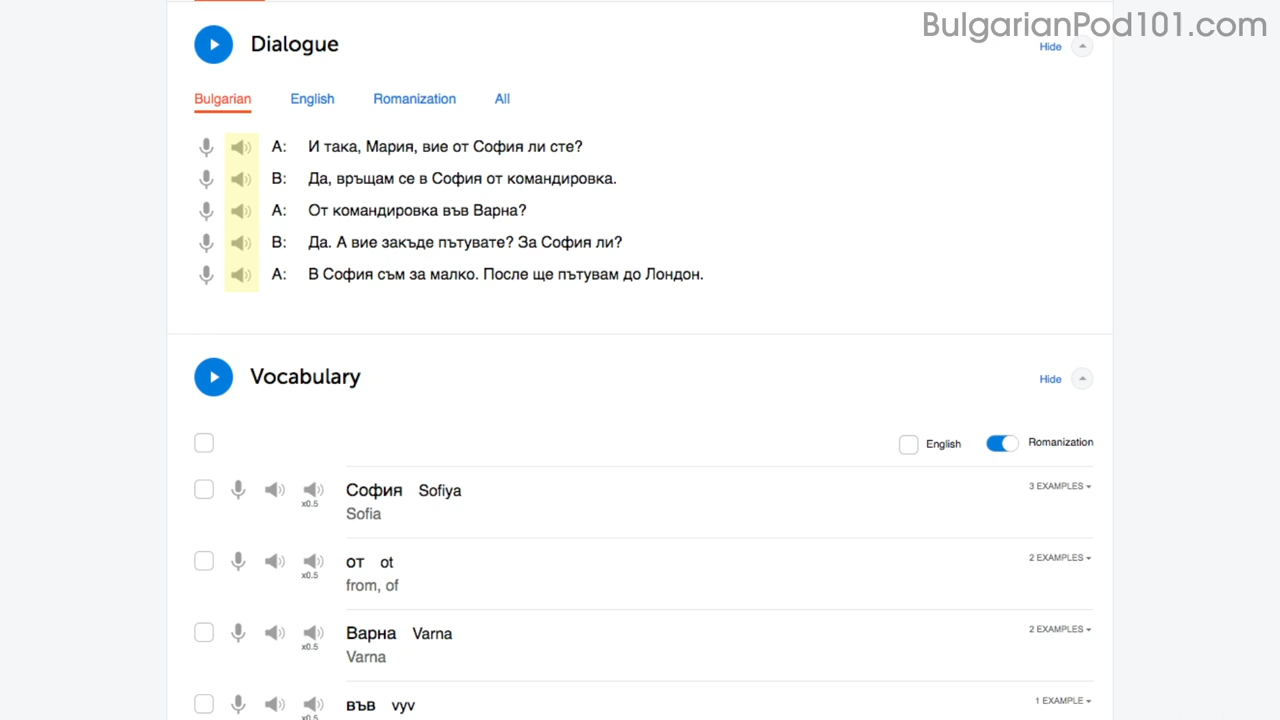 BulgarianPod101.com
Dialogue
Hide
Bulgarian English Romanization All
A: И така, Мария, вие от София ли сте?
B: Да, връщам се в София от командировка.
A: От командировка във Варна?
B: Да. А вие закъде пътувате? За София ли?
A: В София съм за малко. После ще пътувам до Лондон.
Vocabulary
Hide
English Romanization
x0.5 София Sofiya 3 EXAMPLES
Sofia
x0.5 от ot 2 EXAMPLES
from, of
x0.5 Варна Varna 2 EXAMPLES
Varna
x0.5 във vyv 1 EXAMPLE